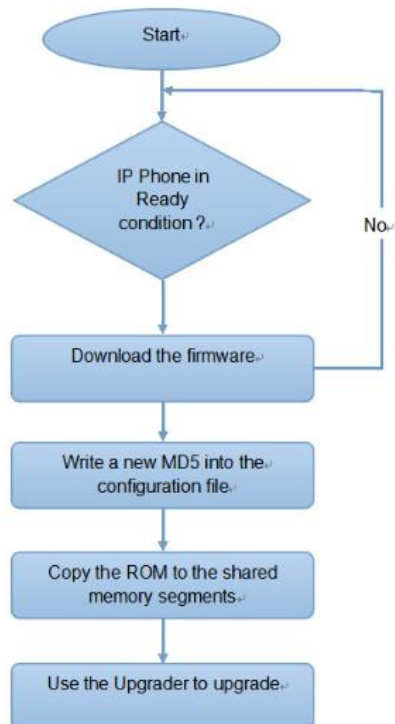 Start
IP Phone in
Ready
condition ?
No
Download the firmware
Write a new MD5 into the
configuration file
Copy the ROM to the shared
memory segments
Use the Upgrader to upgrade